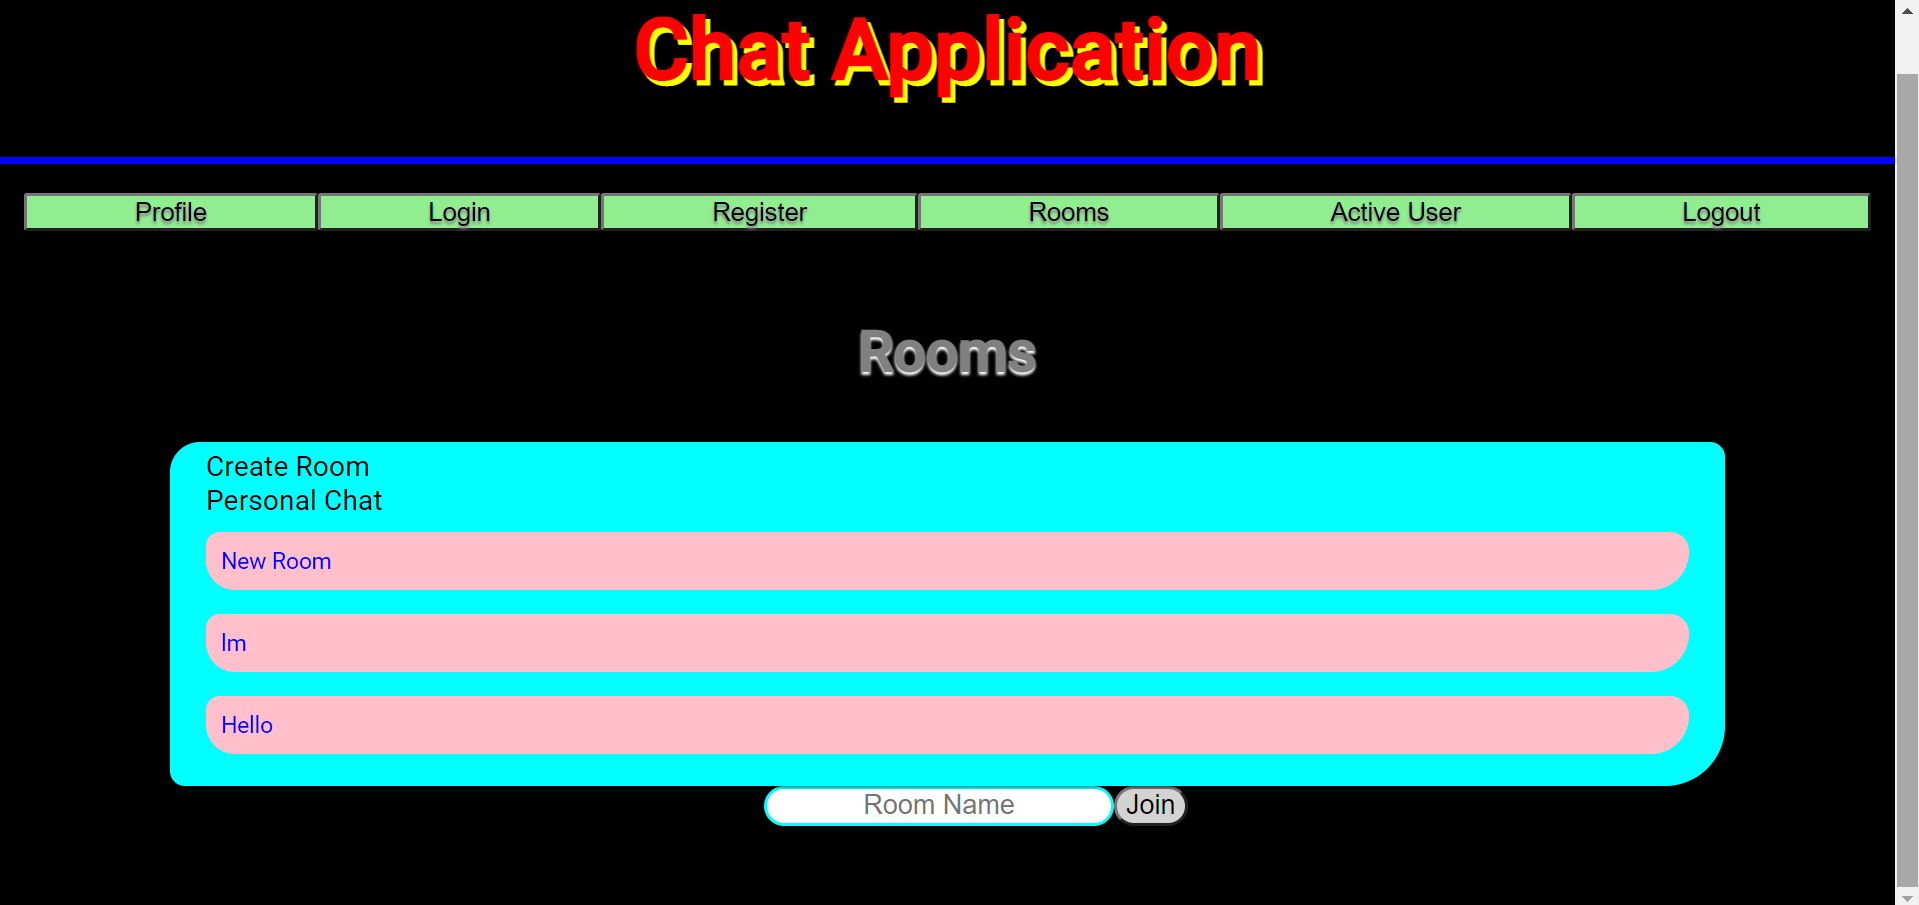 Chat Application
Profile Login Register Rooms Active User Logout
Rooms
Create Room
Personal Chat
New Room
Im
Hello
Room Name Join